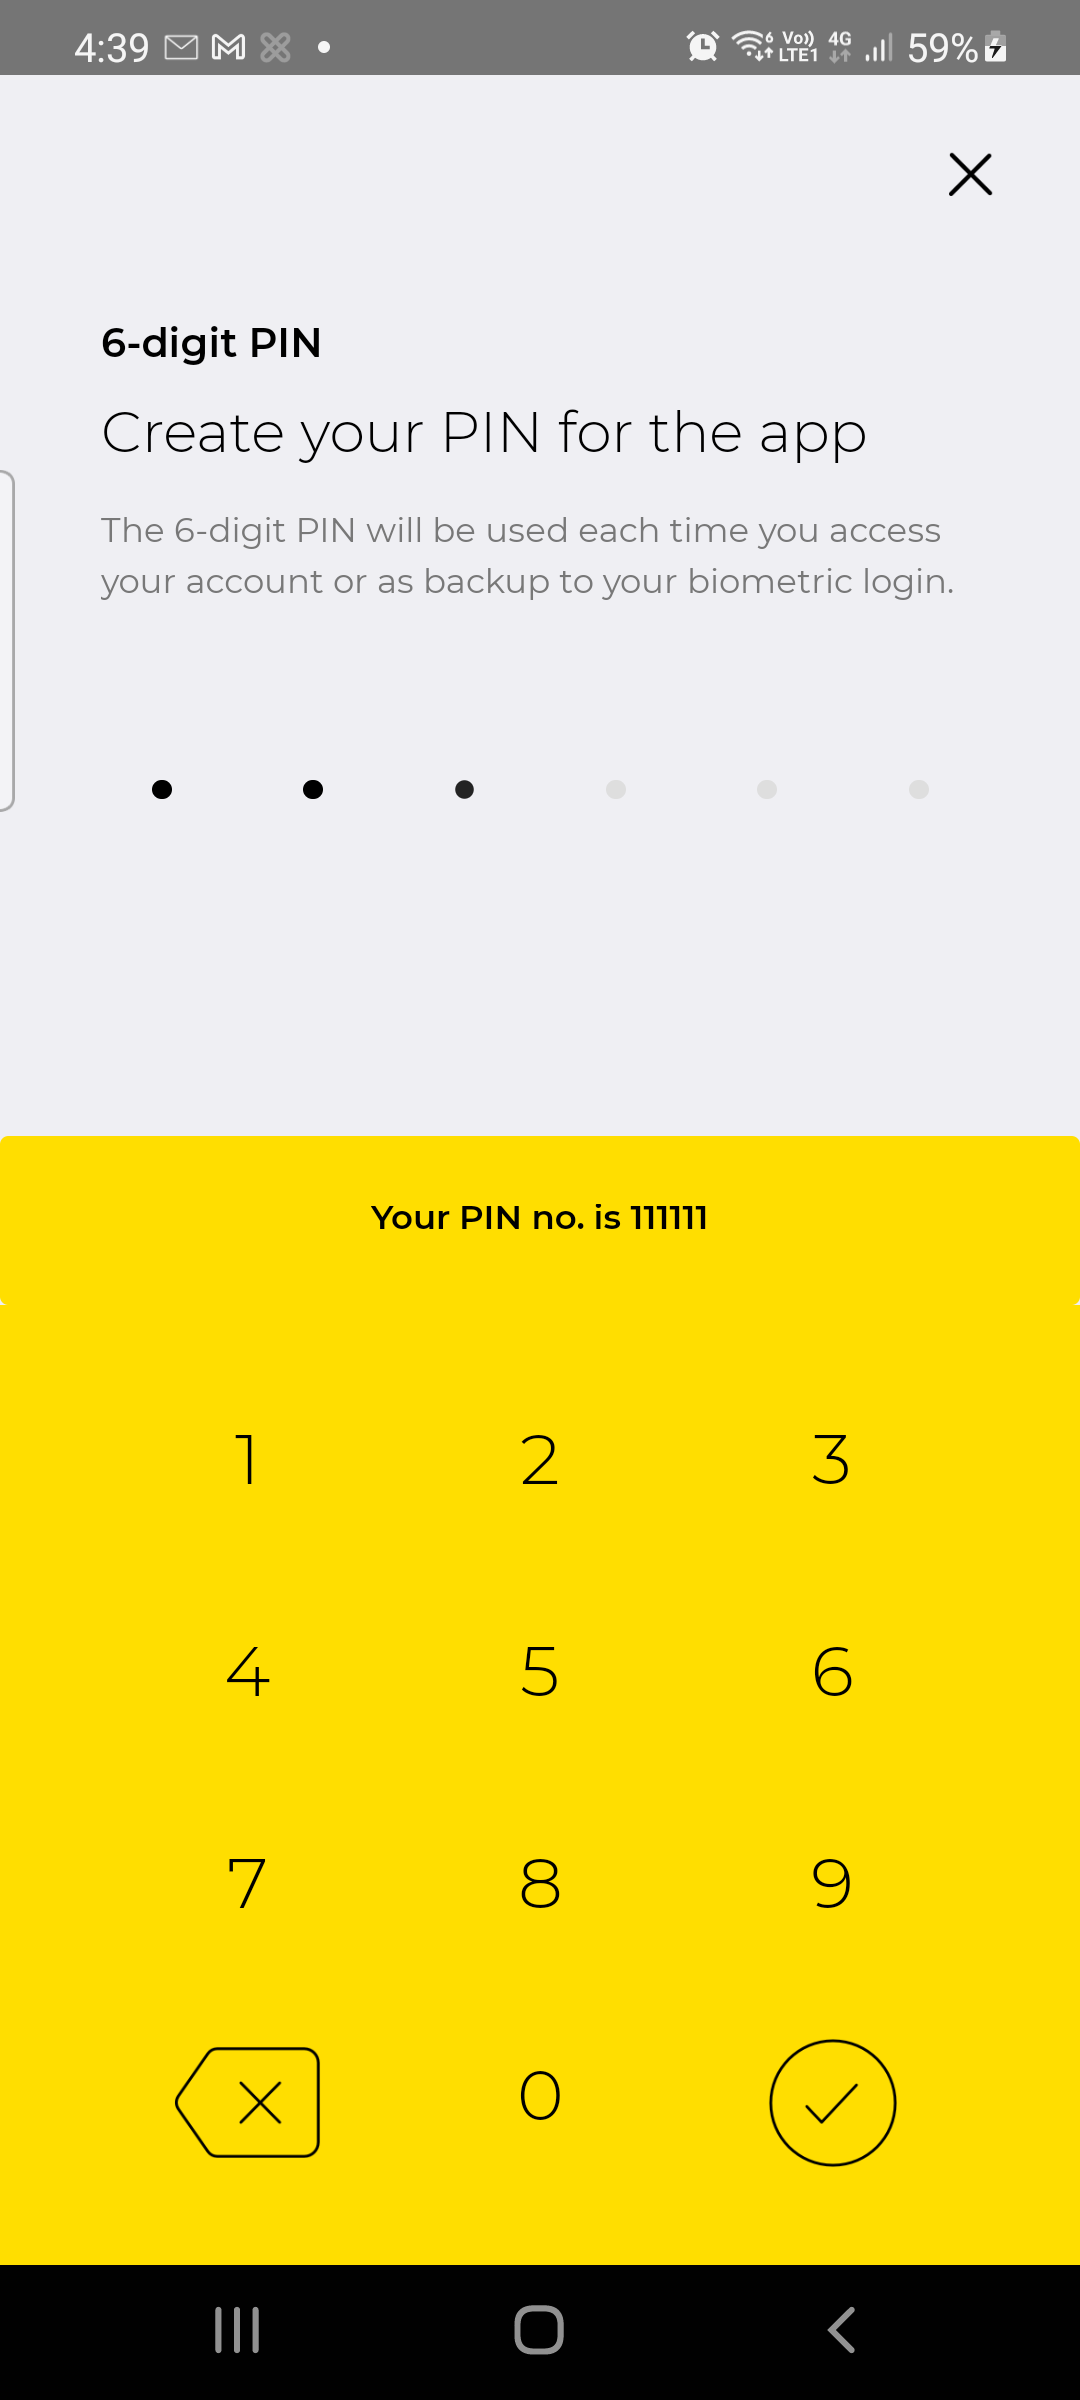 4:39
6 Vo)) 4G 59%
LTE1
6-digit PIN
Create your PIN for the app
The 6-digit PIN will be used each time you access
your account or as backup to your biometric login.
Your PIN no. is 111111
1 2 3
4 5 6
7 8 9
0